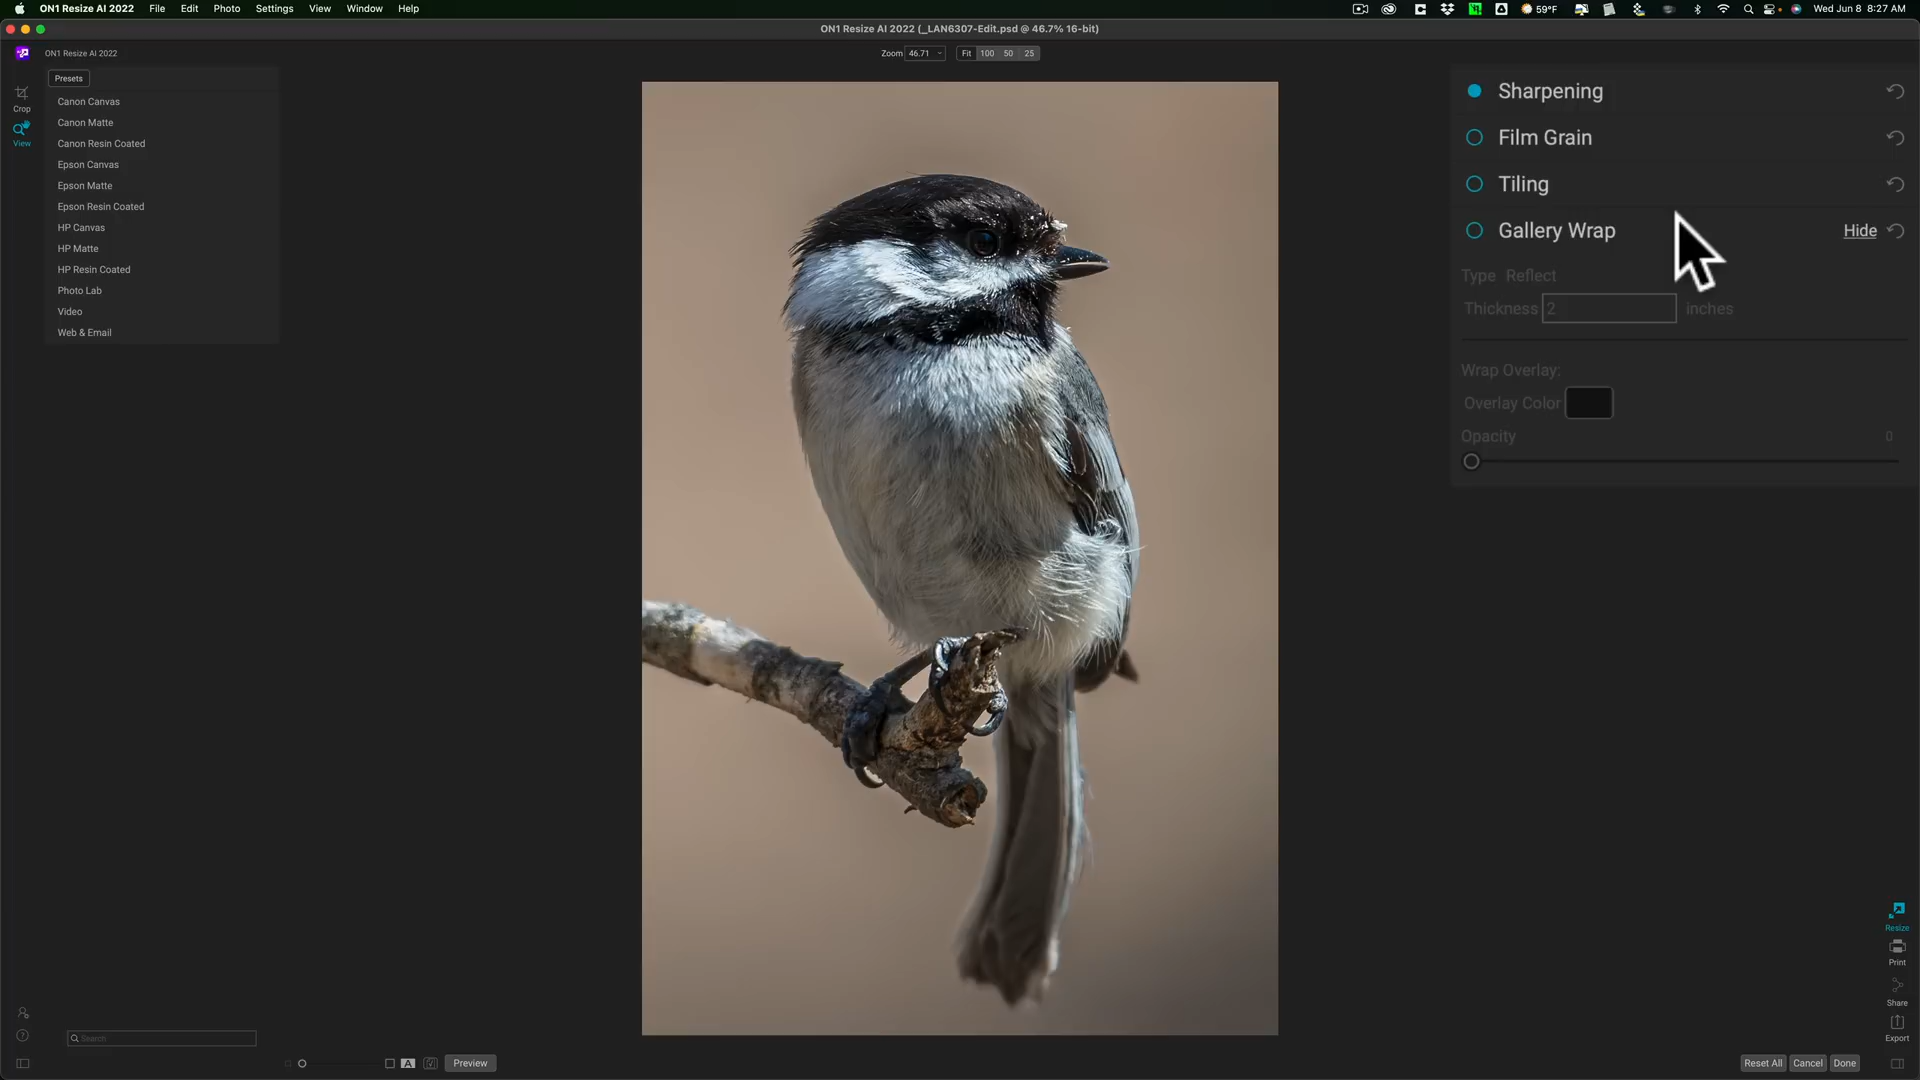 ON1 Resize AI 2022 File Edit Photo Settings View Window Help
59°F Wed Jun 8 8:27 AM
ON1 Resize AI 2022 (_LAN6307-Edit.psd @ 46.7% 16-bit)
ON1 Resize AI 2022
Zoom 46.71 Fit 100 50 25
Presets
Crop
View
Canon Canvas
Canon Matte
Canon Resin Coated
Epson Canvas
Epson Matte
Epson Resin Coated
HP Canvas
HP Matte
HP Resin Coated
Photo Lab
Video
Web & Email
Sharpening
Film Grain
Tiling
Gallery Wrap Hide
Type Reflect
Thickness 2 inches
Wrap Overlay:
Overlay Color
Opacity 0
Resize
Print
Share
Export
Search
A
Preview
Reset All Cancel Done